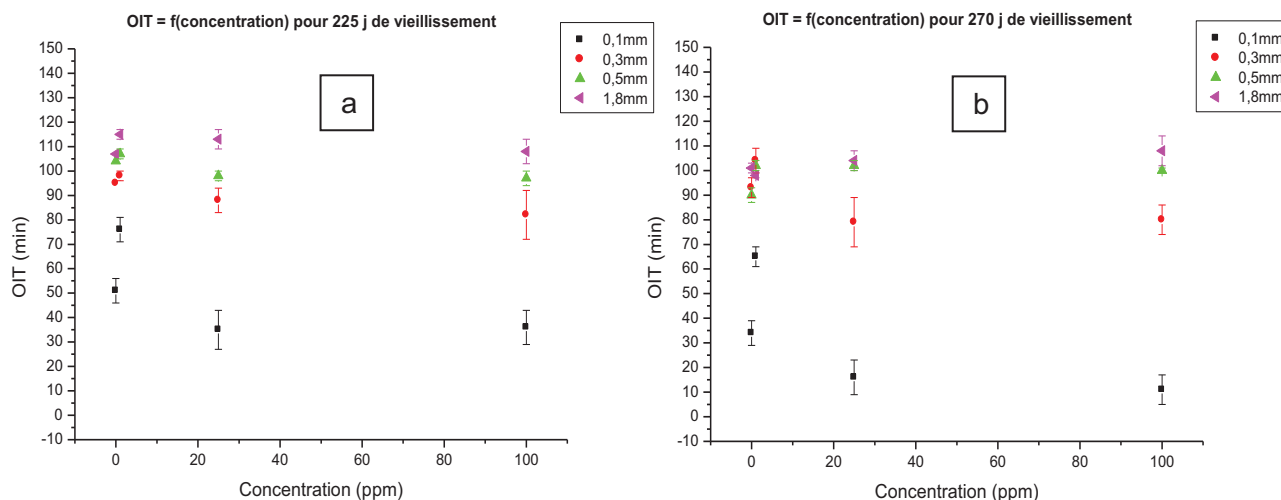 OIT = f(concentration) pour 225 j de vieillissement
0,1mm
0,3mm
0,5mm
1,8mm
a
150
140
130
120
110
100
90
80
70
60
50
40
30
20
10
0
-10
OIT (min)
0
20
40
60
80
100
Concentration (ppm)
OIT = f(concentration) pour 270 j de vieillissement
0,1mm
0,3mm
0,5mm
1,8mm
b
150
140
130
120
110
100
90
80
70
60
50
40
30
20
10
0
-10
OIT (min)
0
20
40
60
80
100
Concentration (ppm)